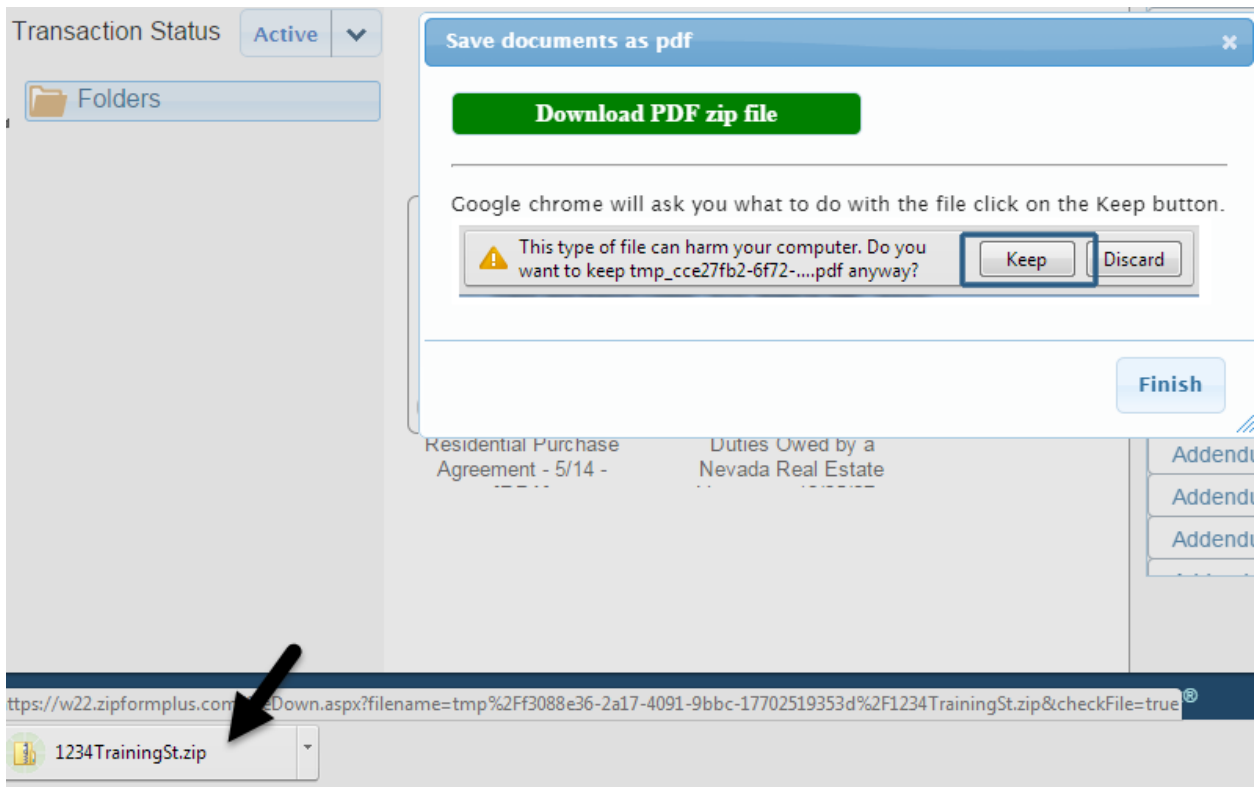 Transaction Status
Active
Folders
Save documents as pdf
Download PDF zip file
Google chrome will ask you what to do with the file click on the Keep button.
This type of file can harm your computer. Do you
want to keep tmp_cce27fb2-6f72-....pdf anyway?
Keep
Discard
Finish
Residential Purchase
Agreement - 5/14 -
Duties Owed by a
Nevada Real Estate
Addendu
Addendu
Addendu
ttps://w22.zipformplus.com eDown.aspx?filename=tmp%2Ff3088e36-2a17-4091-9bbc-17702519353d%2F1234TrainingSt.zip&checkFile=true
®
1234TrainingSt.zip